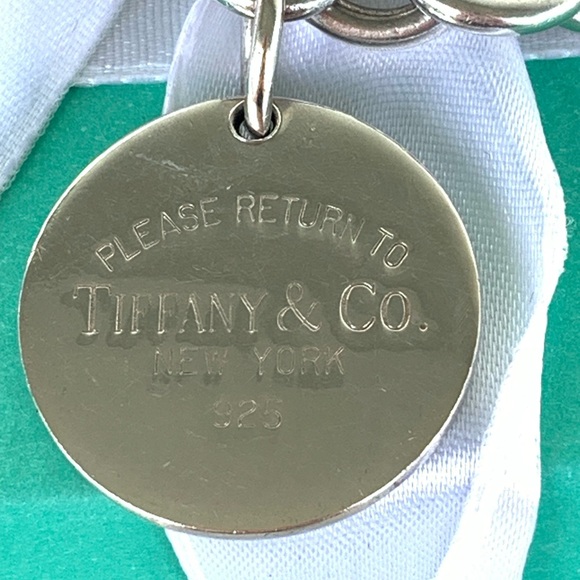 PLEASE RETURN TO
TIFFANY & CO.
NEW YORK
925